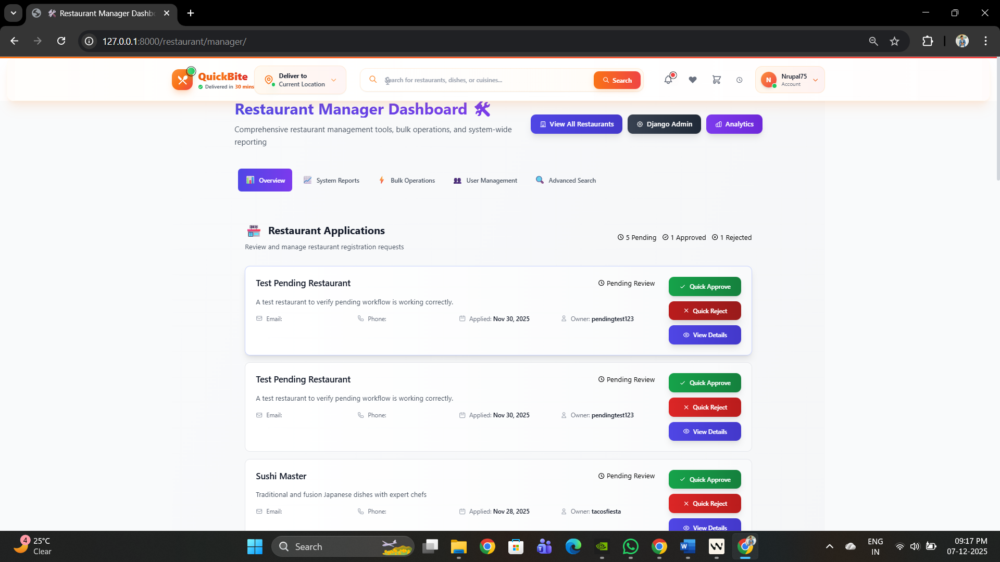 Restaurant Manager Dashb
127.0.0.1:8000/restaurant/manager/
QuickBite
Delivered in 30 mins
Deliver to
Current Location
Search for restaurants, dishes, or cuisines...
Search
Nrupal75
Account
N
Restaurant Manager Dashboard
Comprehensive restaurant management tools, bulk operations, and system-wide
reporting
View All Restaurants
Django Admin
Analytics
Overview
System Reports
Bulk Operations
User Management
Advanced Search
Restaurant Applications
Review and manage restaurant registration requests
5 Pending
1 Approved
1 Rejected
Test Pending Restaurant
Pending Review
Quick Approve
A test restaurant to verify pending workflow is working correctly.
Quick Reject
Email:
Phone:
Applied: Nov 30, 2025
Owner: pendingtest123
View Details
Test Pending Restaurant
Pending Review
Quick Approve
A test restaurant to verify pending workflow is working correctly.
Quick Reject
Email:
Phone:
Applied: Nov 30, 2025
Owner: pendingtest123
View Details
Sushi Master
Pending Review
Quick Approve
Traditional and fusion Japanese dishes with expert chefs
Quick Reject
Email:
Phone:
Applied: Nov 28, 2025
Owner: tacosfiesta
View Details
4
25°C
Clear
Search
ENG
IN
09:17 PM
07-12-2025